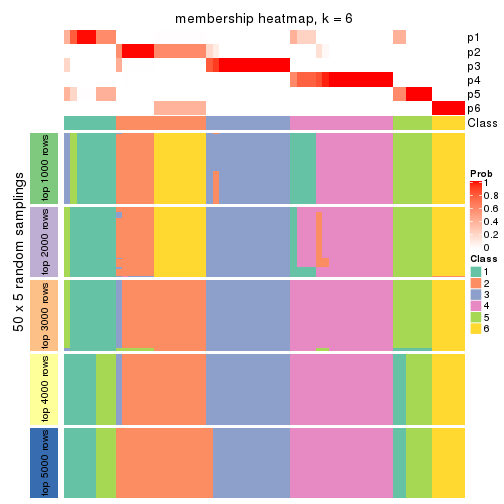 membership heatmap, k = 6
p1
p2
p3
p4
p5
p6
Class
50 x 5 random samplings
top 1000 rows
top 2000 rows
top 3000 rows
top 4000 rows
top 5000 rows
Prob
1
0.8
0.6
0.4
0.2
0
Class
1
2
3
4
5
6